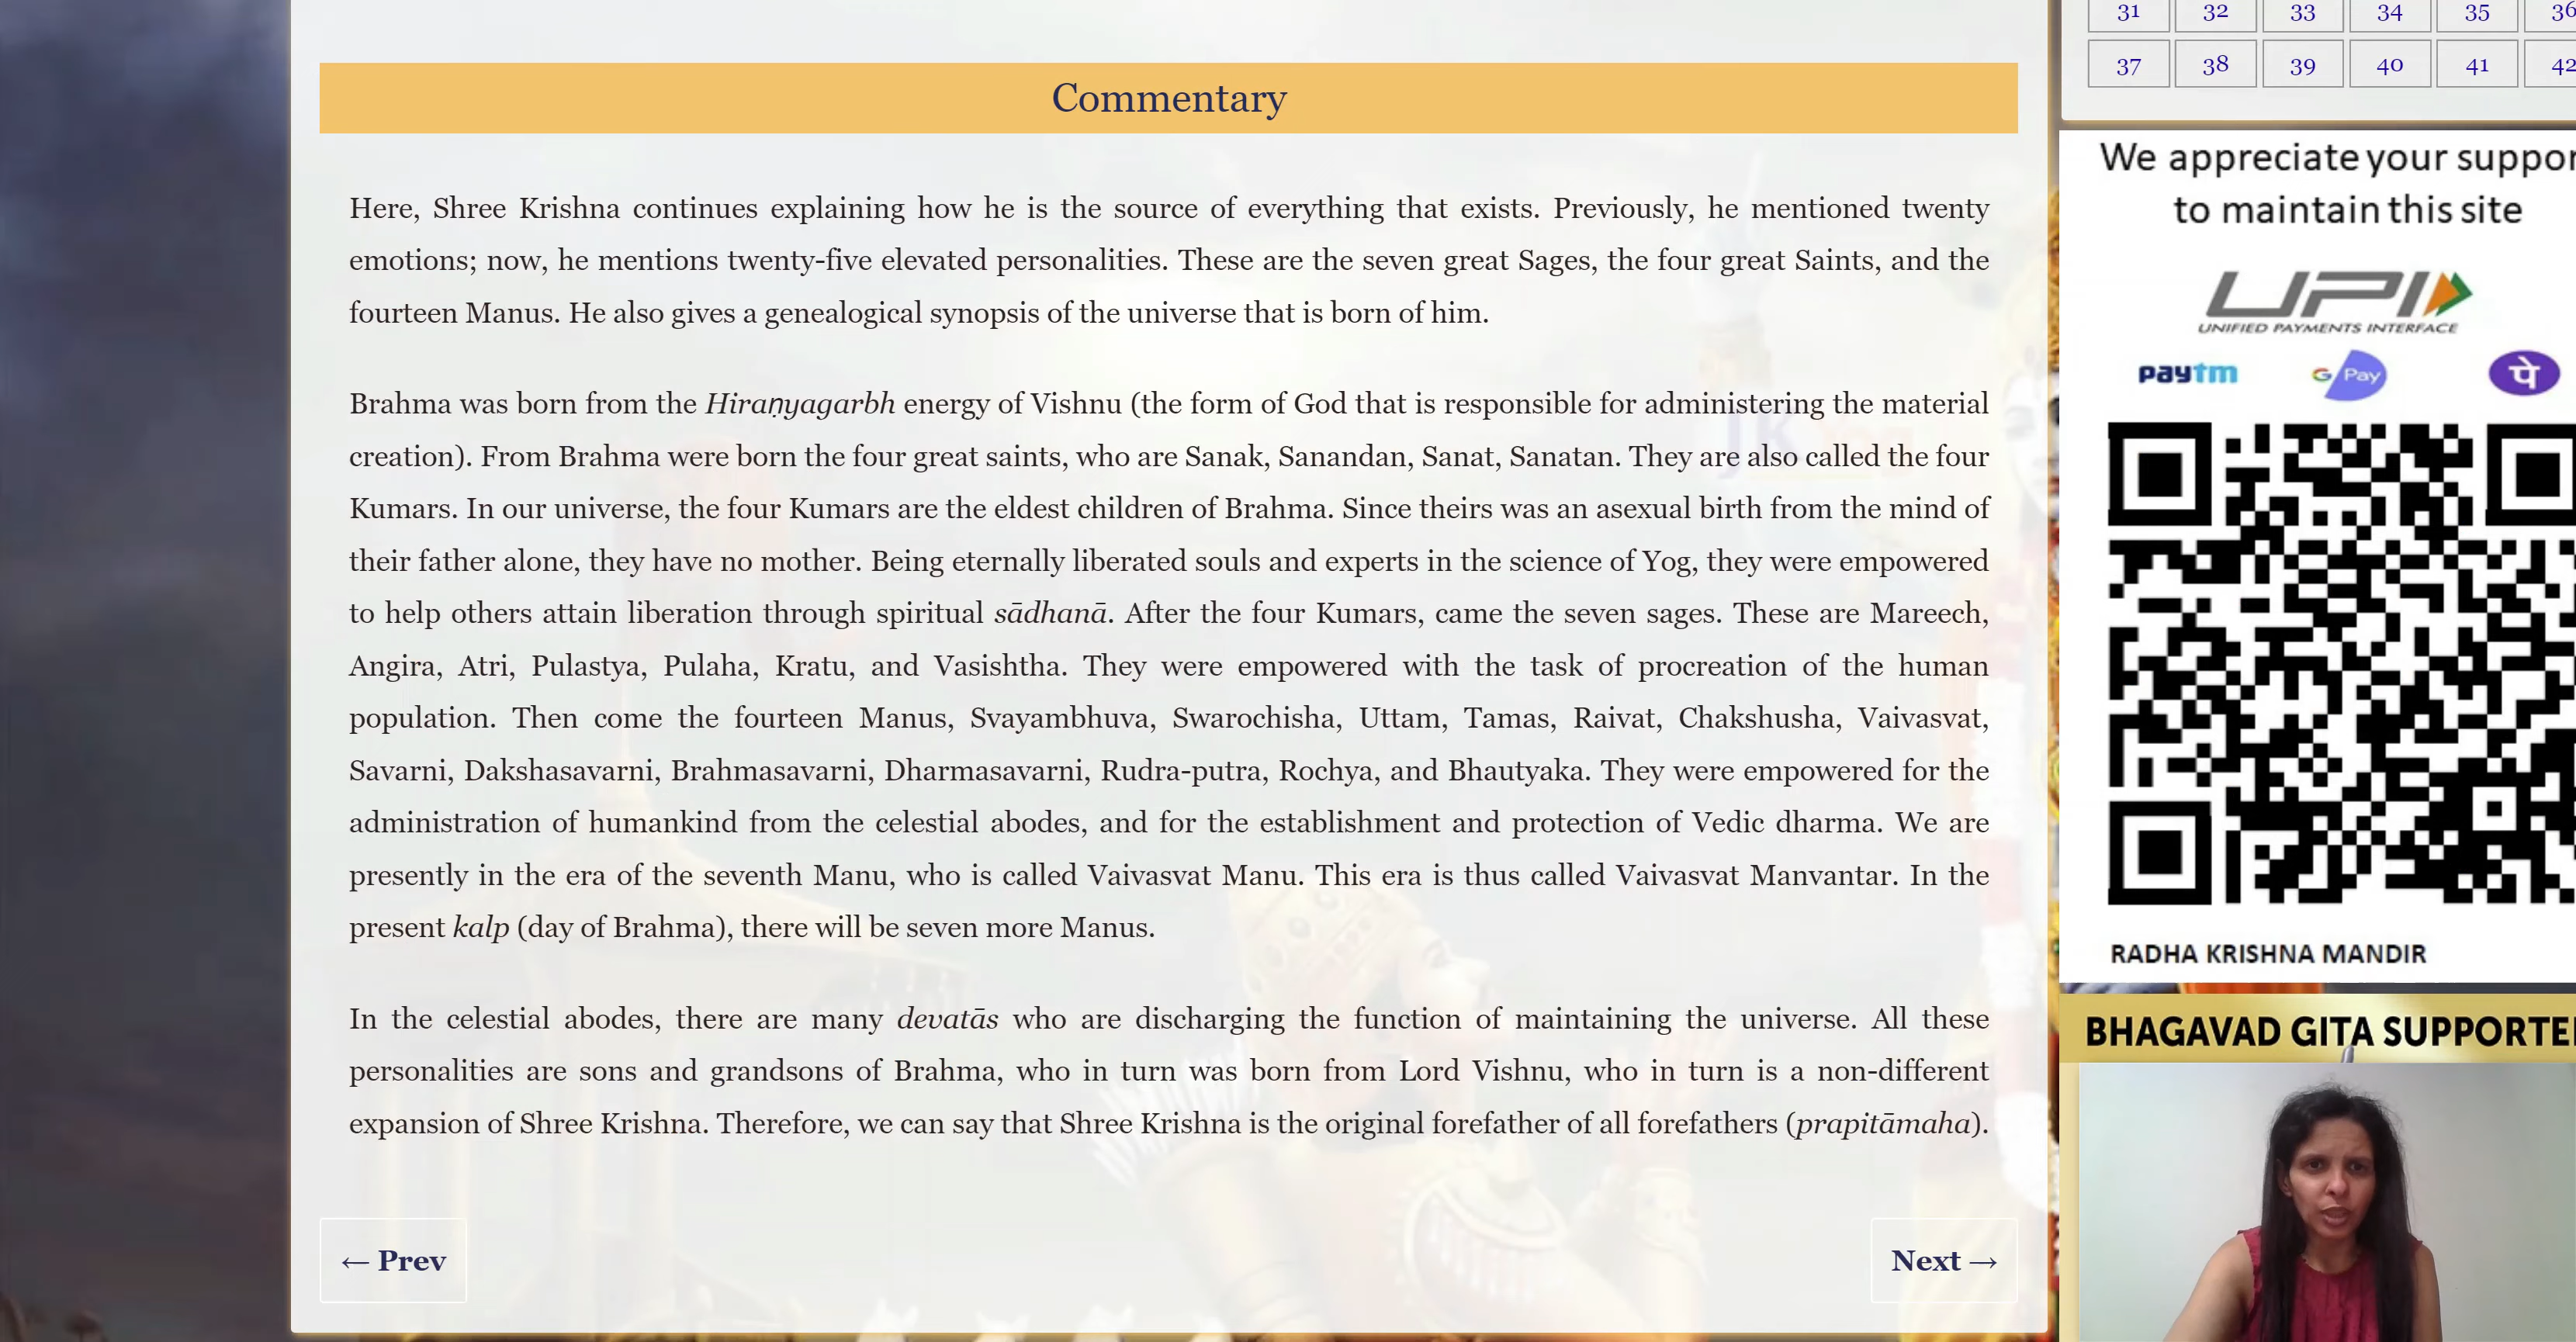 Commentary
Here, Shree Krishna continues explaining how he is the source of everything that exists. Previously, he mentioned twenty
emotions; now, he mentions twenty-five elevated personalities. These are the seven great Sages, the four great Saints, and the
fourteen Manus. He also gives a genealogical synopsis of the universe that is born of him.
Brahma was born from the Hiraṇyagarbh energy of Vishnu (the form of God that is responsible for administering the material
creation). From Brahma were born the four great saints, who are Sanak, Sanandan, Sanat, Sanatan. They are also called the four
Kumars. In our universe, the four Kumars are the eldest children of Brahma. Since theirs was an asexual birth from the mind of
their father alone, they have no mother. Being eternally liberated souls and experts in the science of Yog, they were empowered
to help others attain liberation through spiritual sādhanā. After the four Kumars, came the seven sages. These are Mareech,
Angira, Atri, Pulastya, Pulaha, Kratu, and Vasishtha. They were empowered with the task of procreation of the human
population. Then come the fourteen Manus, Svayambhuva, Swarochisha, Uttam, Tamas, Raivat, Chakshusha, Vaivasvat,
Savarni, Dakshasavarni, Brahmasavarni, Dharmasavarni, Rudra-putra, Rochya, and Bhautyaka. They were empowered for the
administration of humankind from the celestial abodes, and for the establishment and protection of Vedic dharma. We are
presently in the era of the seventh Manu, who is called Vaivasvat Manu. This era is thus called Vaivasvat Manvantar. In the
present kalp (day of Brahma), there will be seven more Manus.
In the celestial abodes, there are many devatās who are discharging the function of maintaining the universe. All these
personalities are sons and grandsons of Brahma, who in turn was born from Lord Vishnu, who in turn is a non-different
expansion of Shree Krishna. Therefore, we can say that Shree Krishna is the original forefather of all forefathers (prapitāmaha).
← Prev
Next →
31 32 33 34 35 36
37 38 39 40 41 42
We appreciate your suppor
to maintain this site
UPI
UNIFIED PAYMENTS INTERFACE
paytm G Pay पे
RADHA KRISHNA MANDIR
BHAGAVAD GITA SUPPORTE
JK